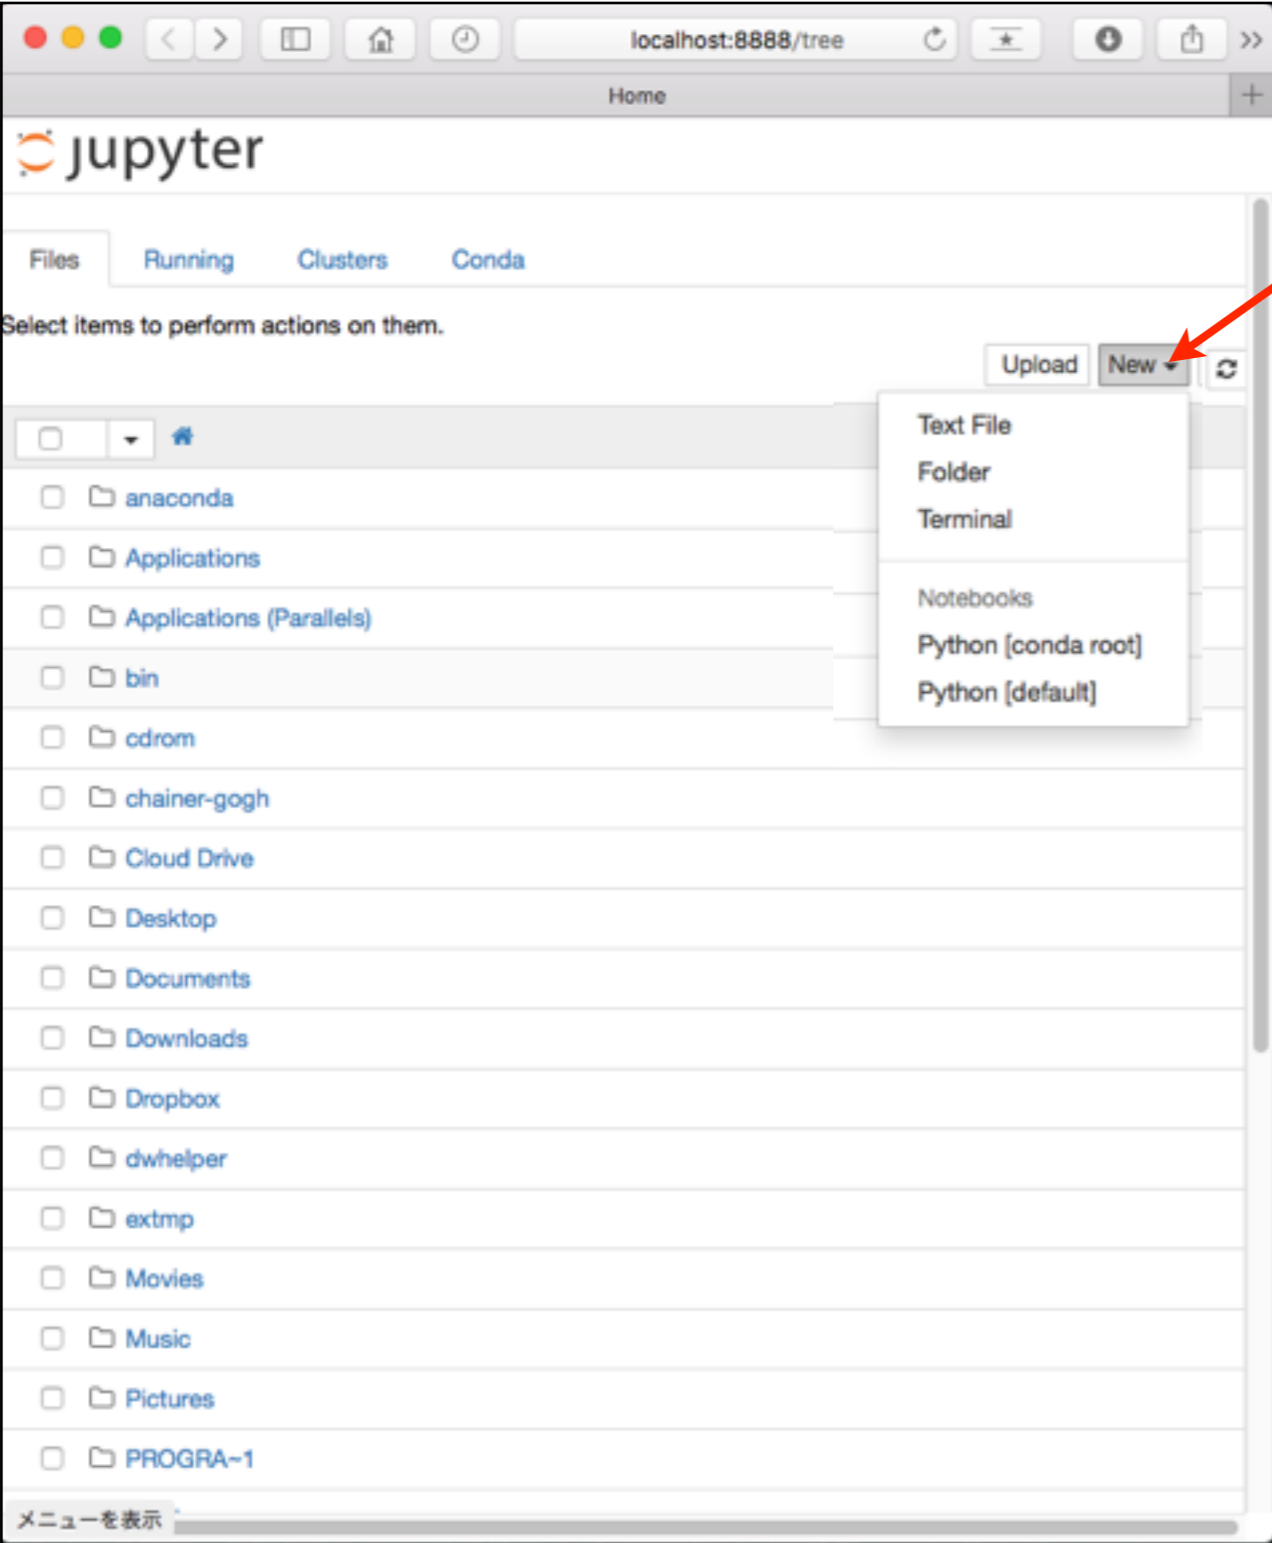 localhost:8888/tree
Home
jupyter
Files Running Clusters Conda
Select items to perform actions on them.
Upload New
Text File
Folder
Terminal
Notebooks
Python [conda root]
Python [default]
anaconda
Applications
Applications (Parallels)
bin
cdrom
chainer-gogh
Cloud Drive
Desktop
Documents
Downloads
Dropbox
dwhelper
extmp
Movies
Music
Pictures
PROGRA~1
メニューを表示